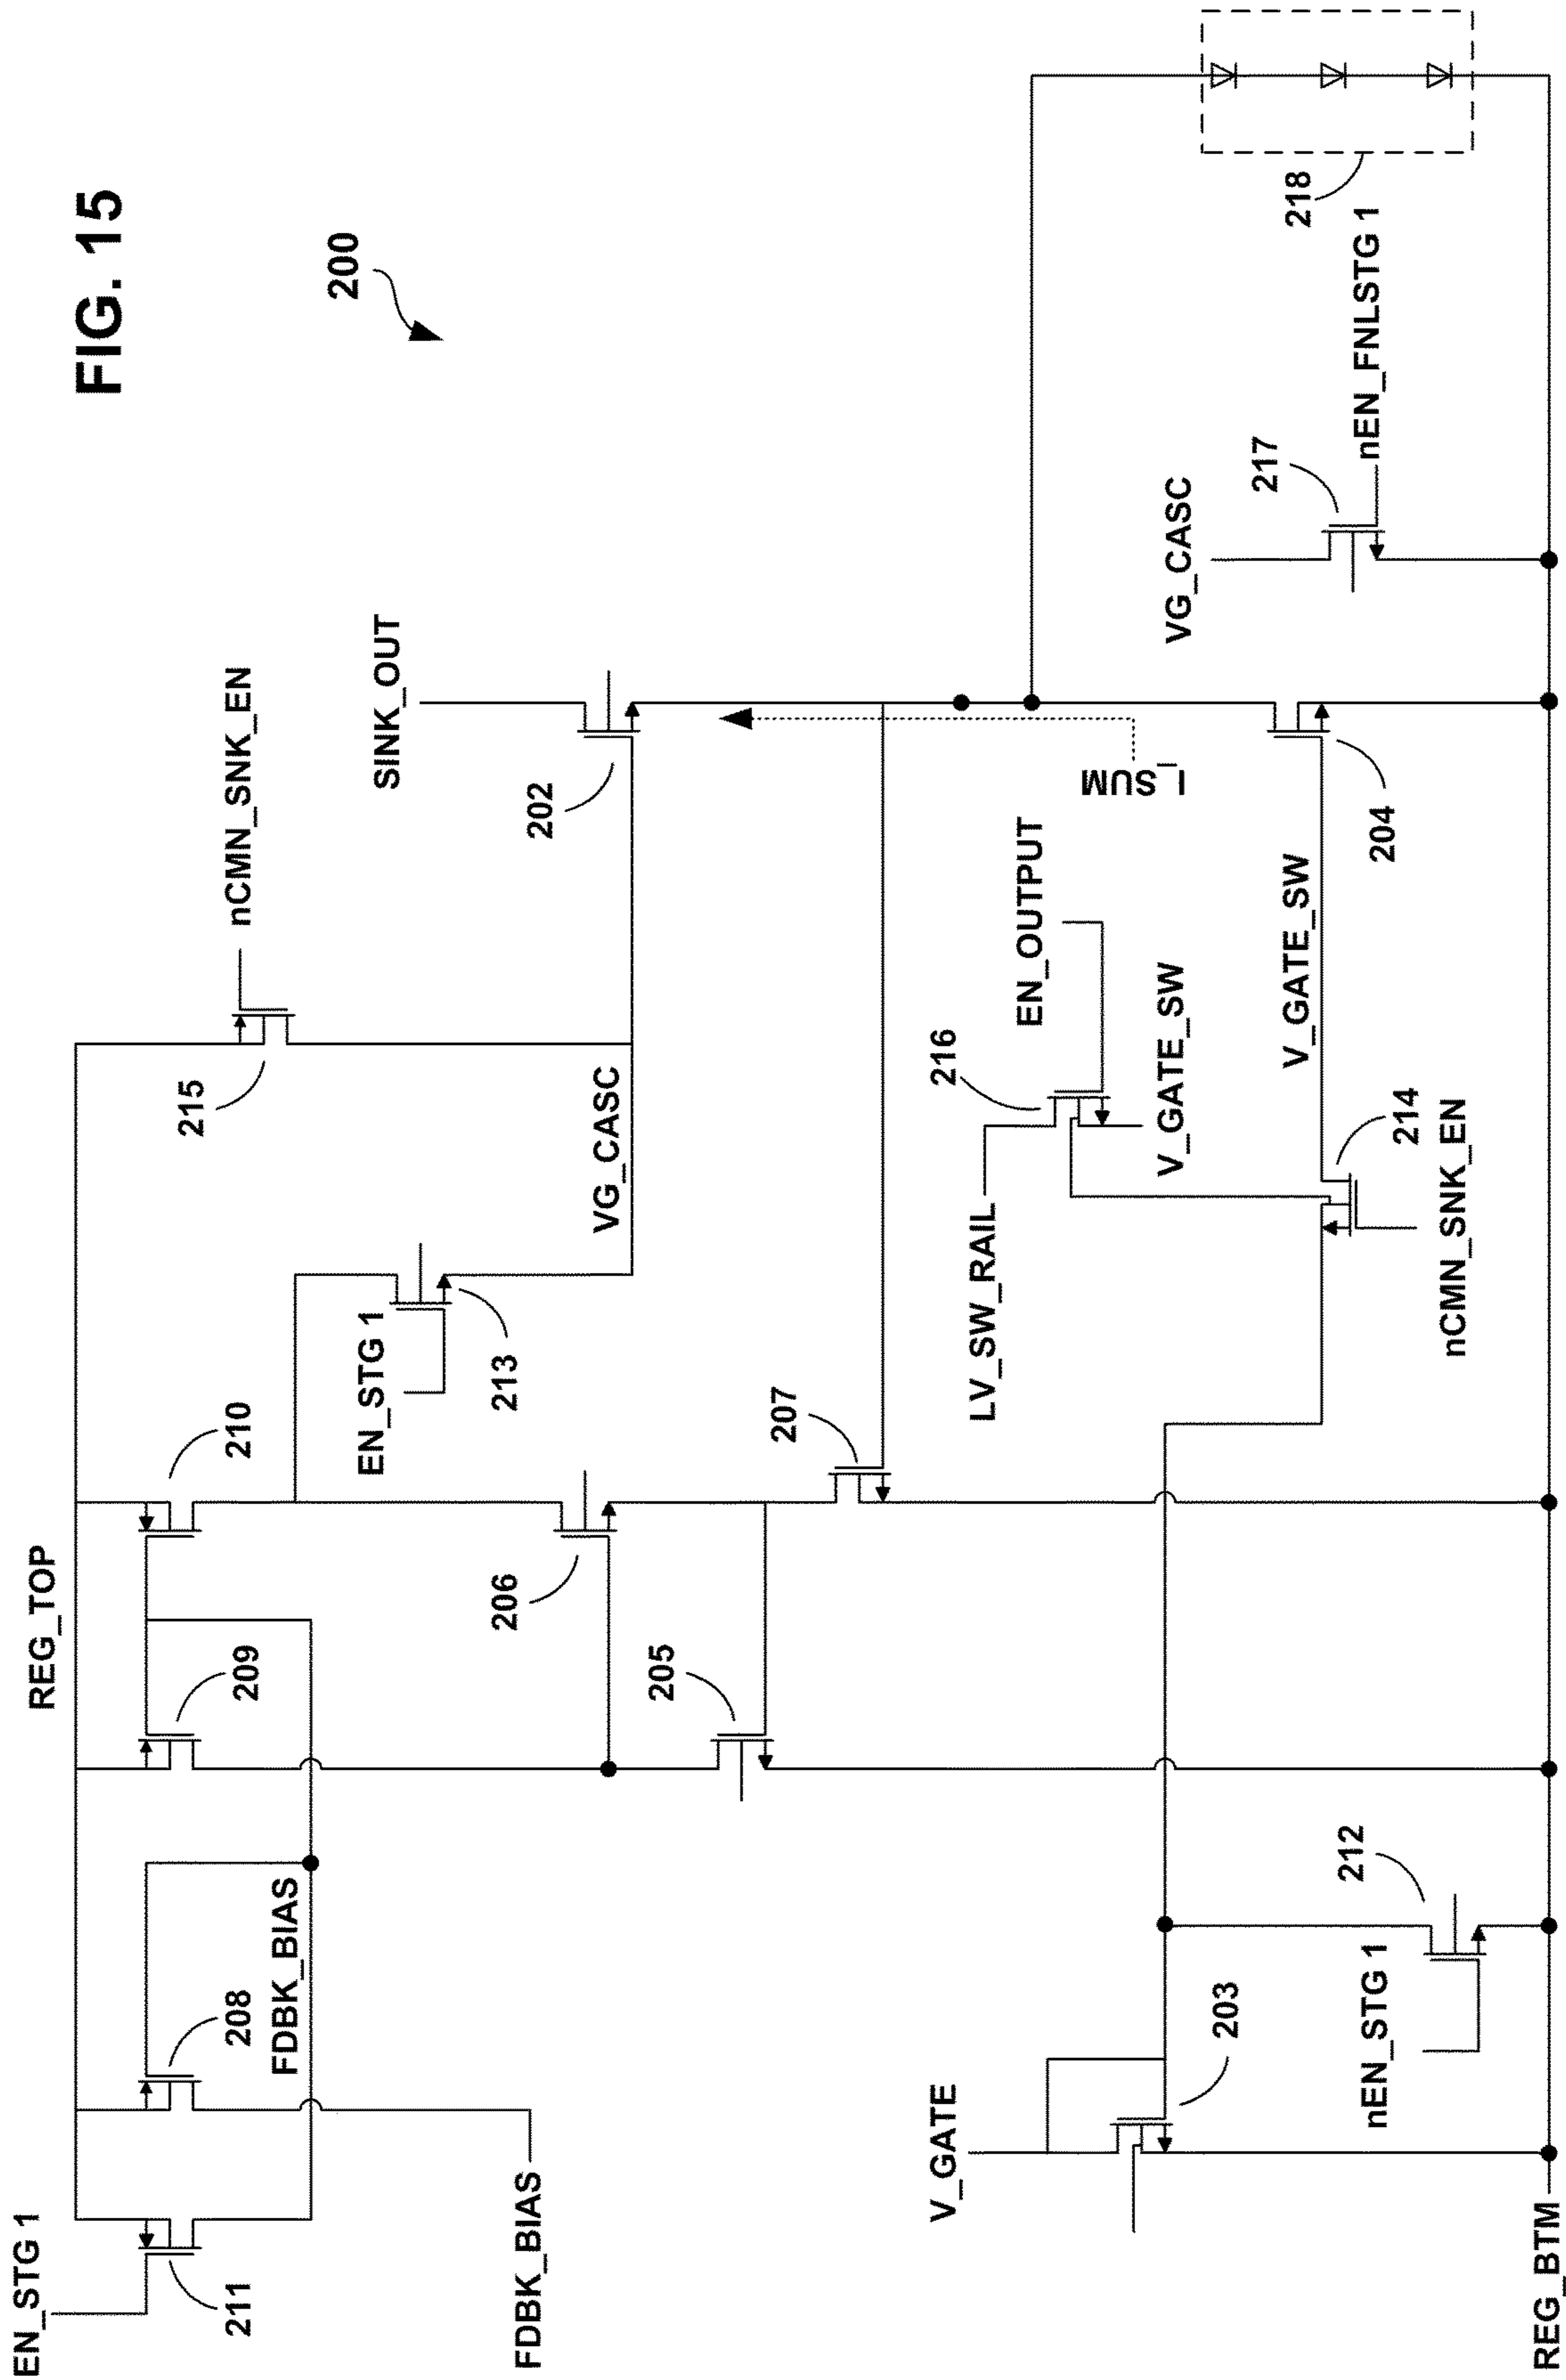 FIG. 15
200
EN_STG 1
211
208
FDBK_BIAS
FDBK_BIAS
REG_TOP
209
210
EN_STG 1
213
215
nCMN_SNK_EN
SINK_OUT
202
VG_CASC
206
205
207
I_SUM
EN_OUTPUT
216
LV_SW_RAIL
V_GATE_SW
V_GATE_SW
204
214
nCMN_SNK_EN
V_GATE
203
nEN_STG 1
212
VG_CASC
217
nEN_FNLSTG 1
218
REG_BTM